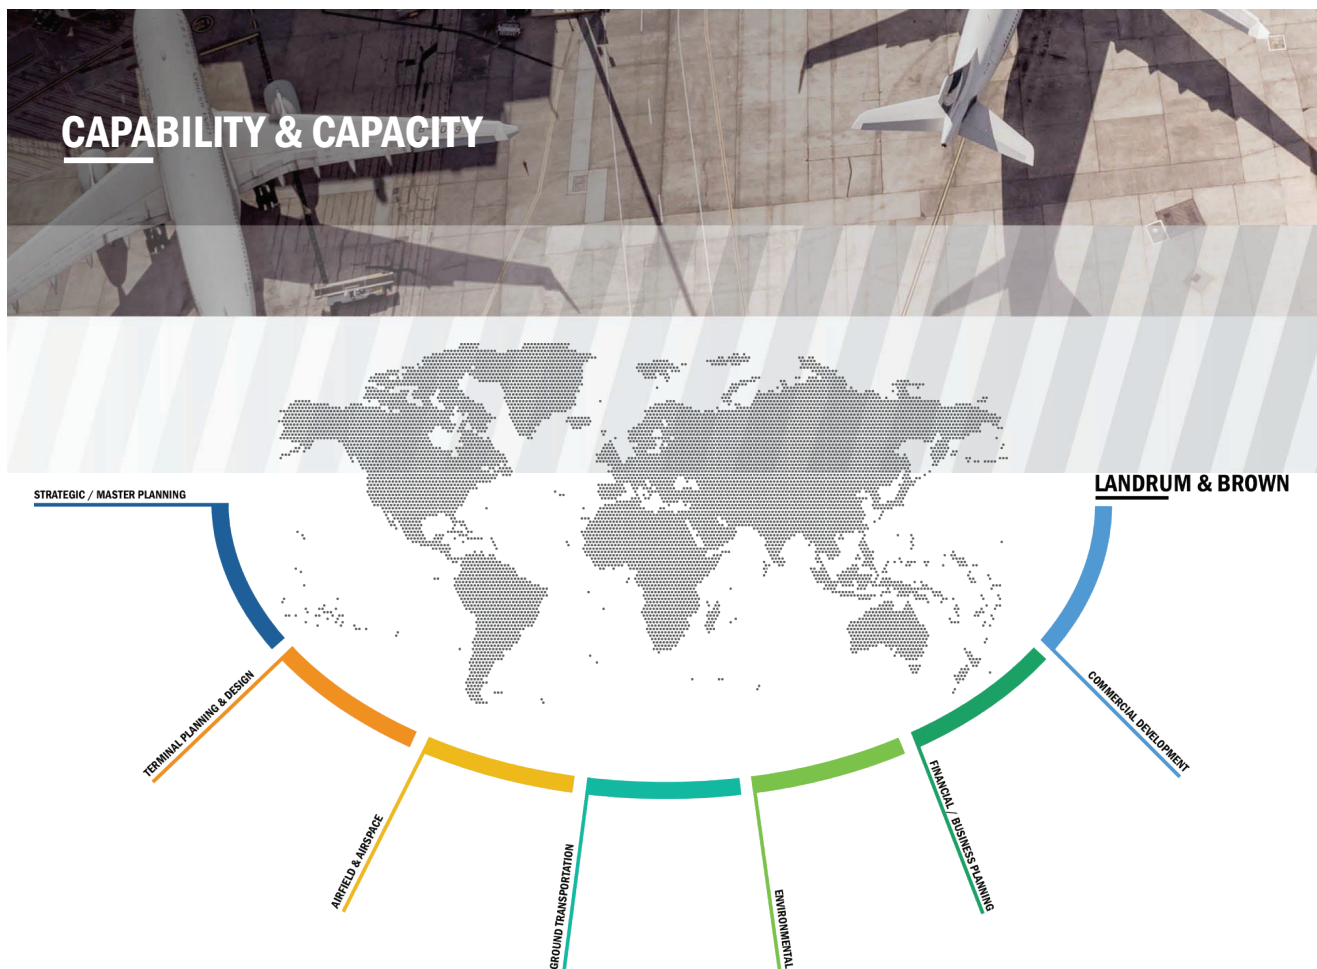 CAPABILITY & CAPACITY
STRATEGIC / MASTER PLANNING
LANDRUM & BROWN
TERMINAL PLANNING & DESIGN
AIRFIELD & AIRSPACE
GROUND TRANSPORTATION
ENVIRONMENTAL
FINANCIAL / BUSINESS PLANNING
COMMERCIAL DEVELOPMENT